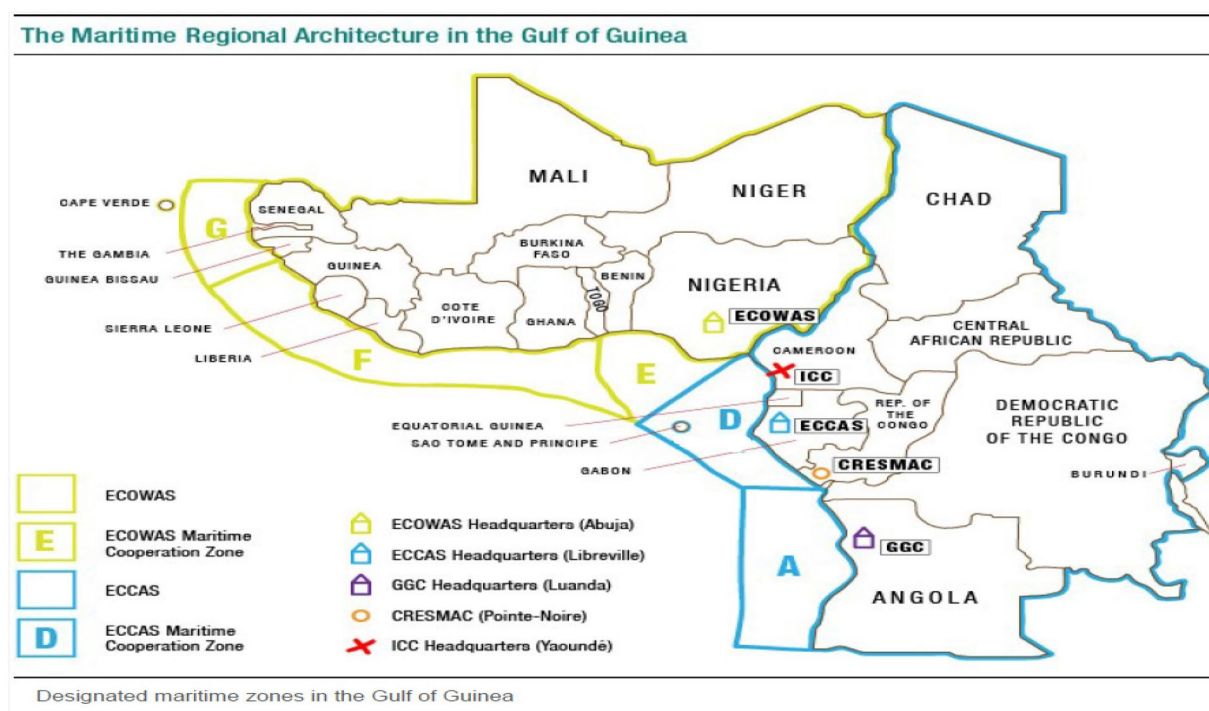 The Maritime Regional Architecture in the Gulf of Guinea
MALI
NIGER
CHAD
CAPE VERDE
SENEGAL
G
THE GAMBIA
BURKINA
FASO
GUINEA BISSAU
GUINEA
BENIN
NIGERIA
TOGO
COTE
D'IVOIRE
GHANA
ECOWAS
SIERRA LEONE
CENTRAL
AFRICAN REPUBLIC
LIBERIA
F
E
CAMEROON
ICC
REP. OF
THE
CONGO
DEMOCRATIC
REPUBLIC
OF THE CONGO
EQUATORIAL GUINEA
D
ECCAS
SAO TOME AND PRINCIPE
GABON
CRESMAC
BURUNDI
ECOWAS
E
ECOWAS Maritime
Cooperation Zone
ECCAS
D
ECCAS Maritime
Cooperation Zone
ECOWAS Headquarters (Abuja)
ECCAS Headquarters (Libreville)
GGC Headquarters (Luanda)
CRESMAC (Pointe-Noire)
ICC Headquarters (Yaoundé)
A
GGC
ANGOLA
Designated maritime zones in the Gulf of Guinea